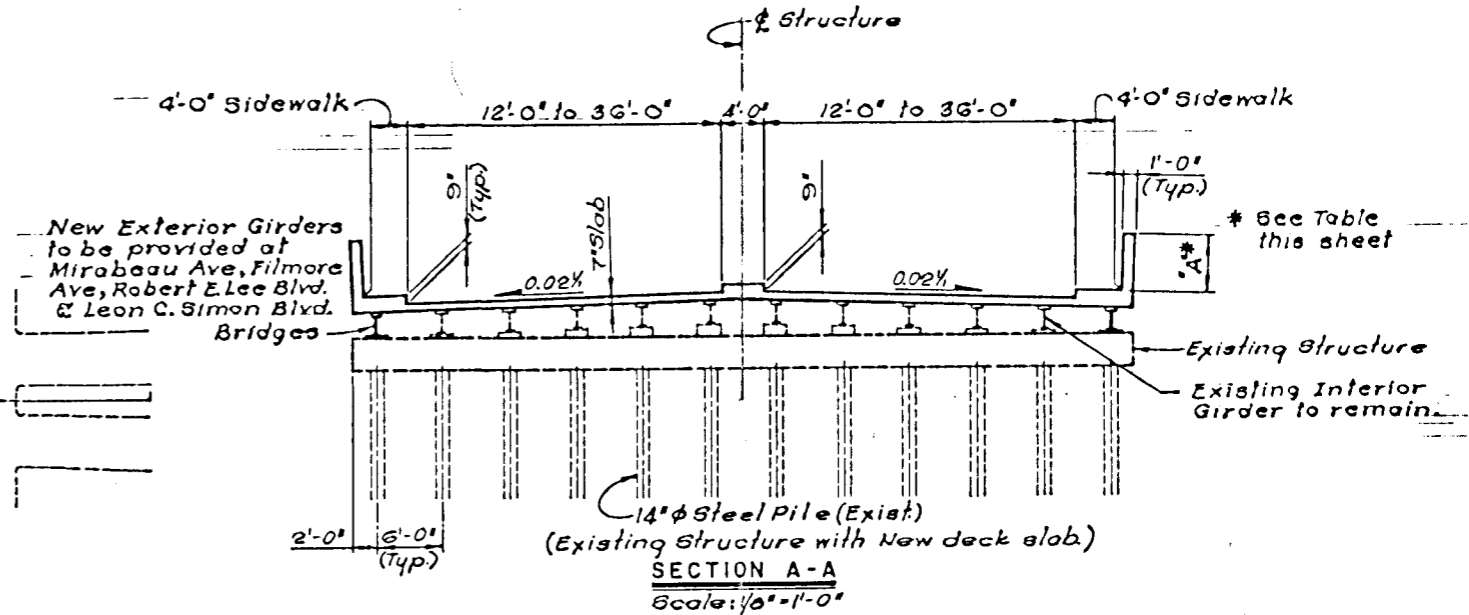 ℄ Structure
4'-0" Sidewalk
12'-0" to 36'-0"
4'-0"
12'-0" to 36'-0"
4'-0" Sidewalk
1'-0"
(Typ.)
9"
(Typ.)
9"
7" Slab
New Exterior Girders
to be provided at
Mirabeau Ave, Filmore
Ave, Robert E. Lee Blvd.
& Leon C. Simon Blvd.
Bridges
* See Table
this sheet
"A"*
0.02'/1
0.02'/1
Existing Structure
Existing Interior
Girder to remain.
14" ϕ Steel Pile (Exist.)
(Existing Structure with New deck slab.)
2'-0"
6'-0"
(Typ.)
SECTION A-A
Scale: 1/8" = 1'-0"